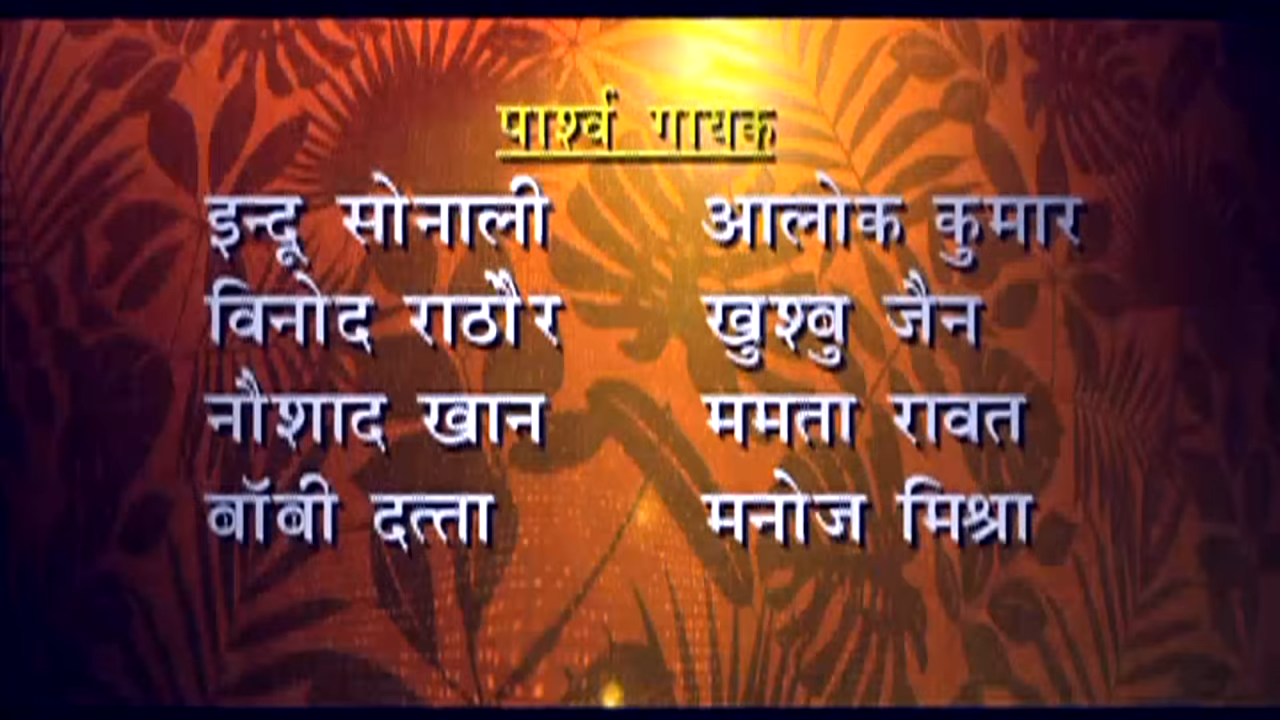 पार्श्व गायक
इन्दू सोनाली आलोक कुमार
विनोद राठौर खुश्बु जैन
नौशाद खान ममता रावत
बॉबी दत्ता मनोज मिश्रा